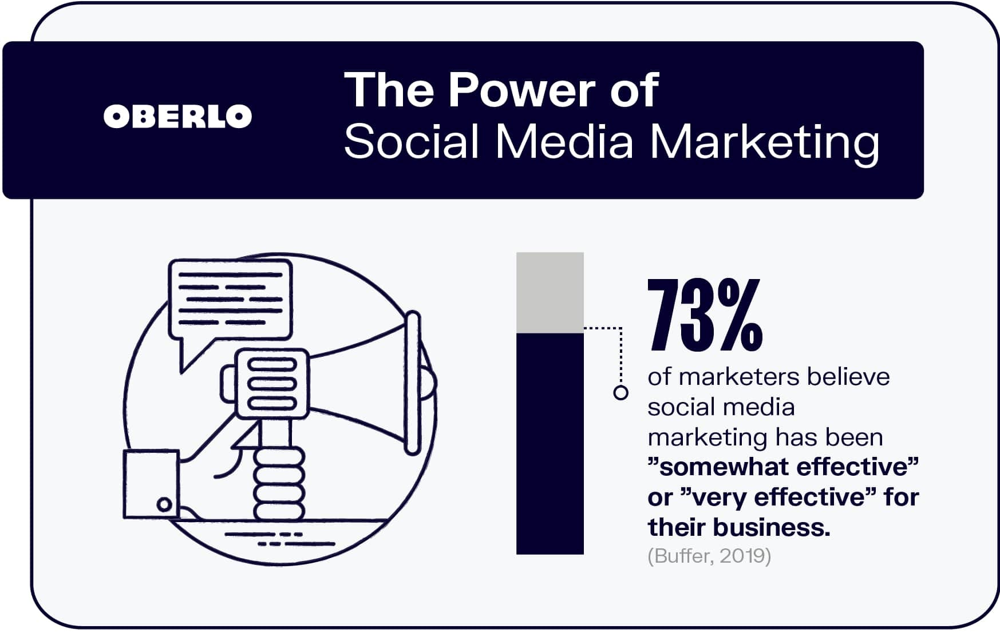 OBERLO
The Power of
Social Media Marketing
73%
of marketers believe
social media
marketing has been
”somewhat effective”
or ”very effective” for
their business.
(Buffer, 2019)